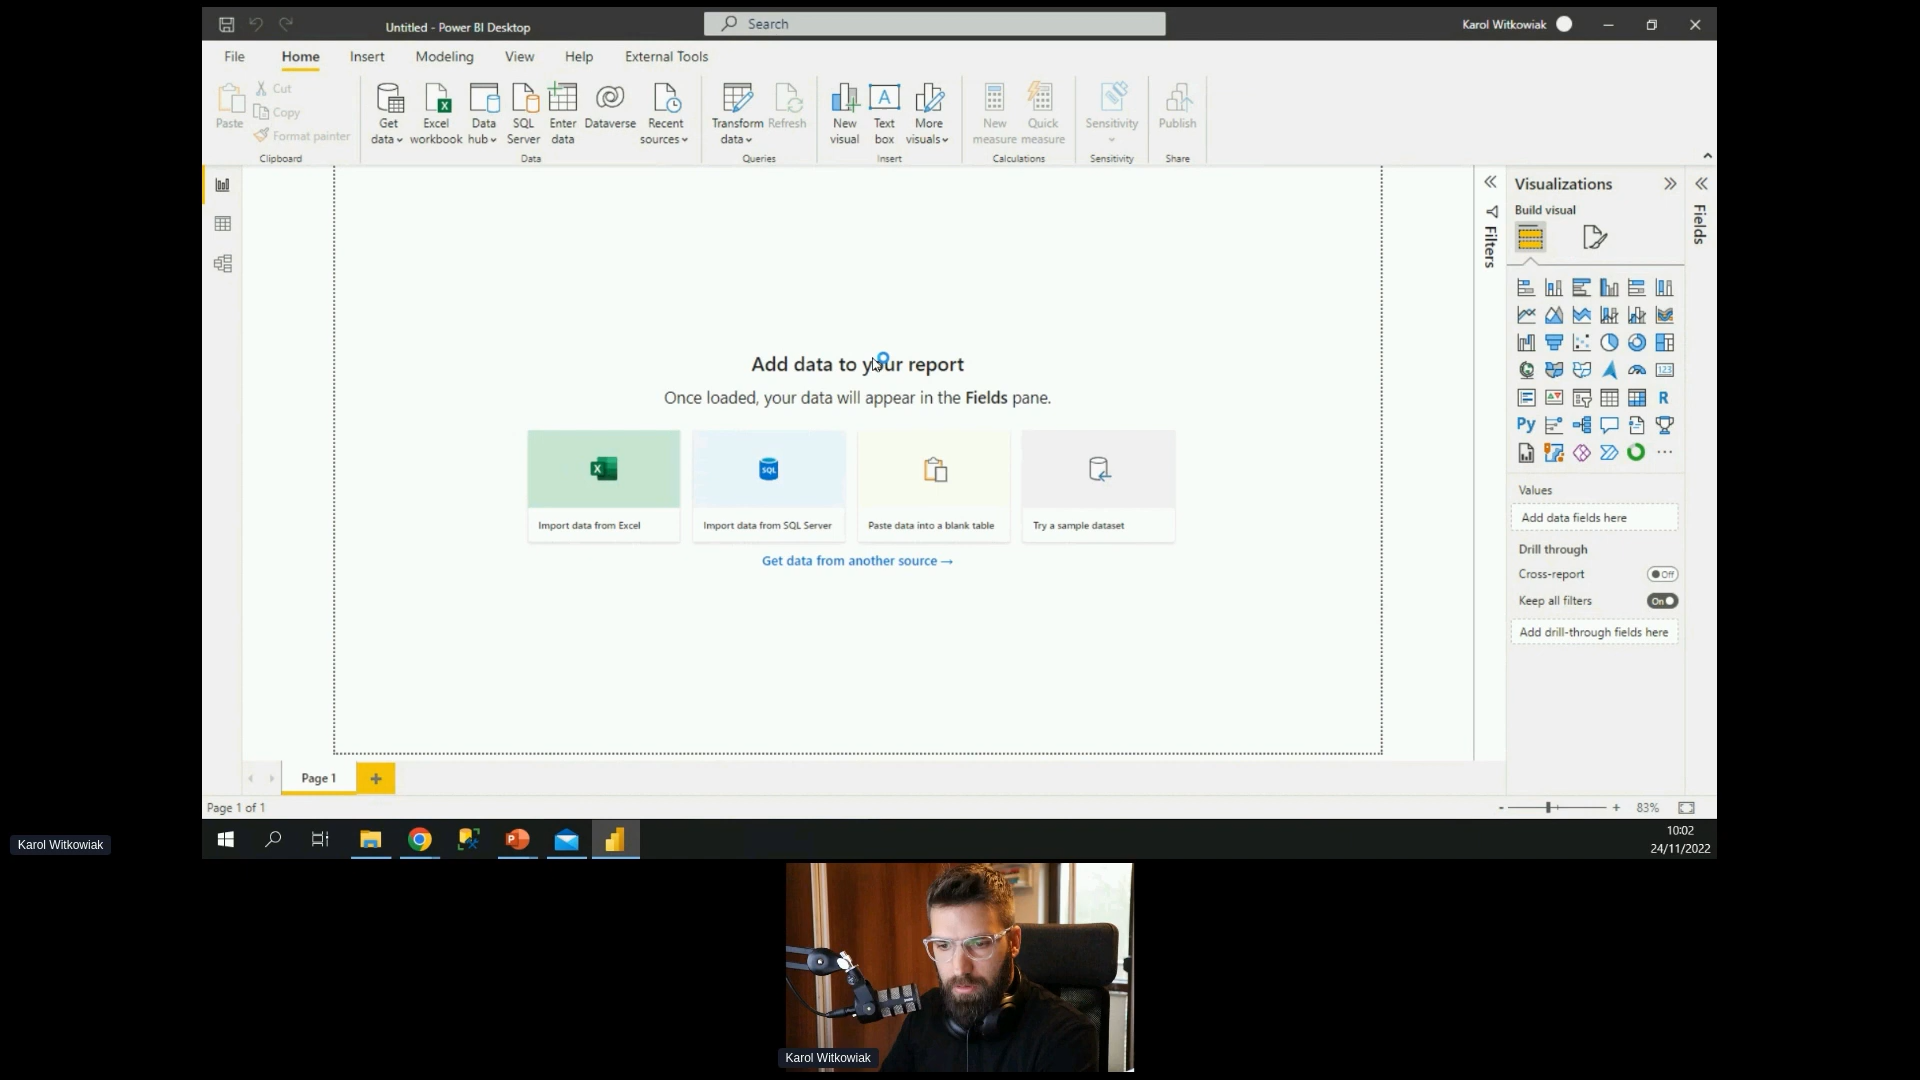 Untitled - Power BI Desktop
Search
Karol Witkowiak
File Home Insert Modeling View Help External Tools
Paste
Cut
Copy
Format painter
Clipboard
Get data
Excel workbook
Data hub
SQL Server
Enter data
Dataverse
Recent sources
Data
Transform data
Refresh
Queries
New visual
Text box
More visuals
Insert
New measure
Quick measure
Calculations
Sensitivity
Sensitivity
Publish
Share
Add data to your report
Once loaded, your data will appear in the Fields pane.
X
SQL
Import data from Excel
Import data from SQL Server
Paste data into a blank table
Try a sample dataset
Get data from another source →
Filters
Visualizations
Build visual
123
R
Py
Values
Add data fields here
Drill through
Cross-report
Off
Keep all filters
On
Add drill-through fields here
Fields
Page 1
Page 1 of 1
- + 83%
P
10:02
24/11/2022
Karol Witkowiak
Karol Witkowiak